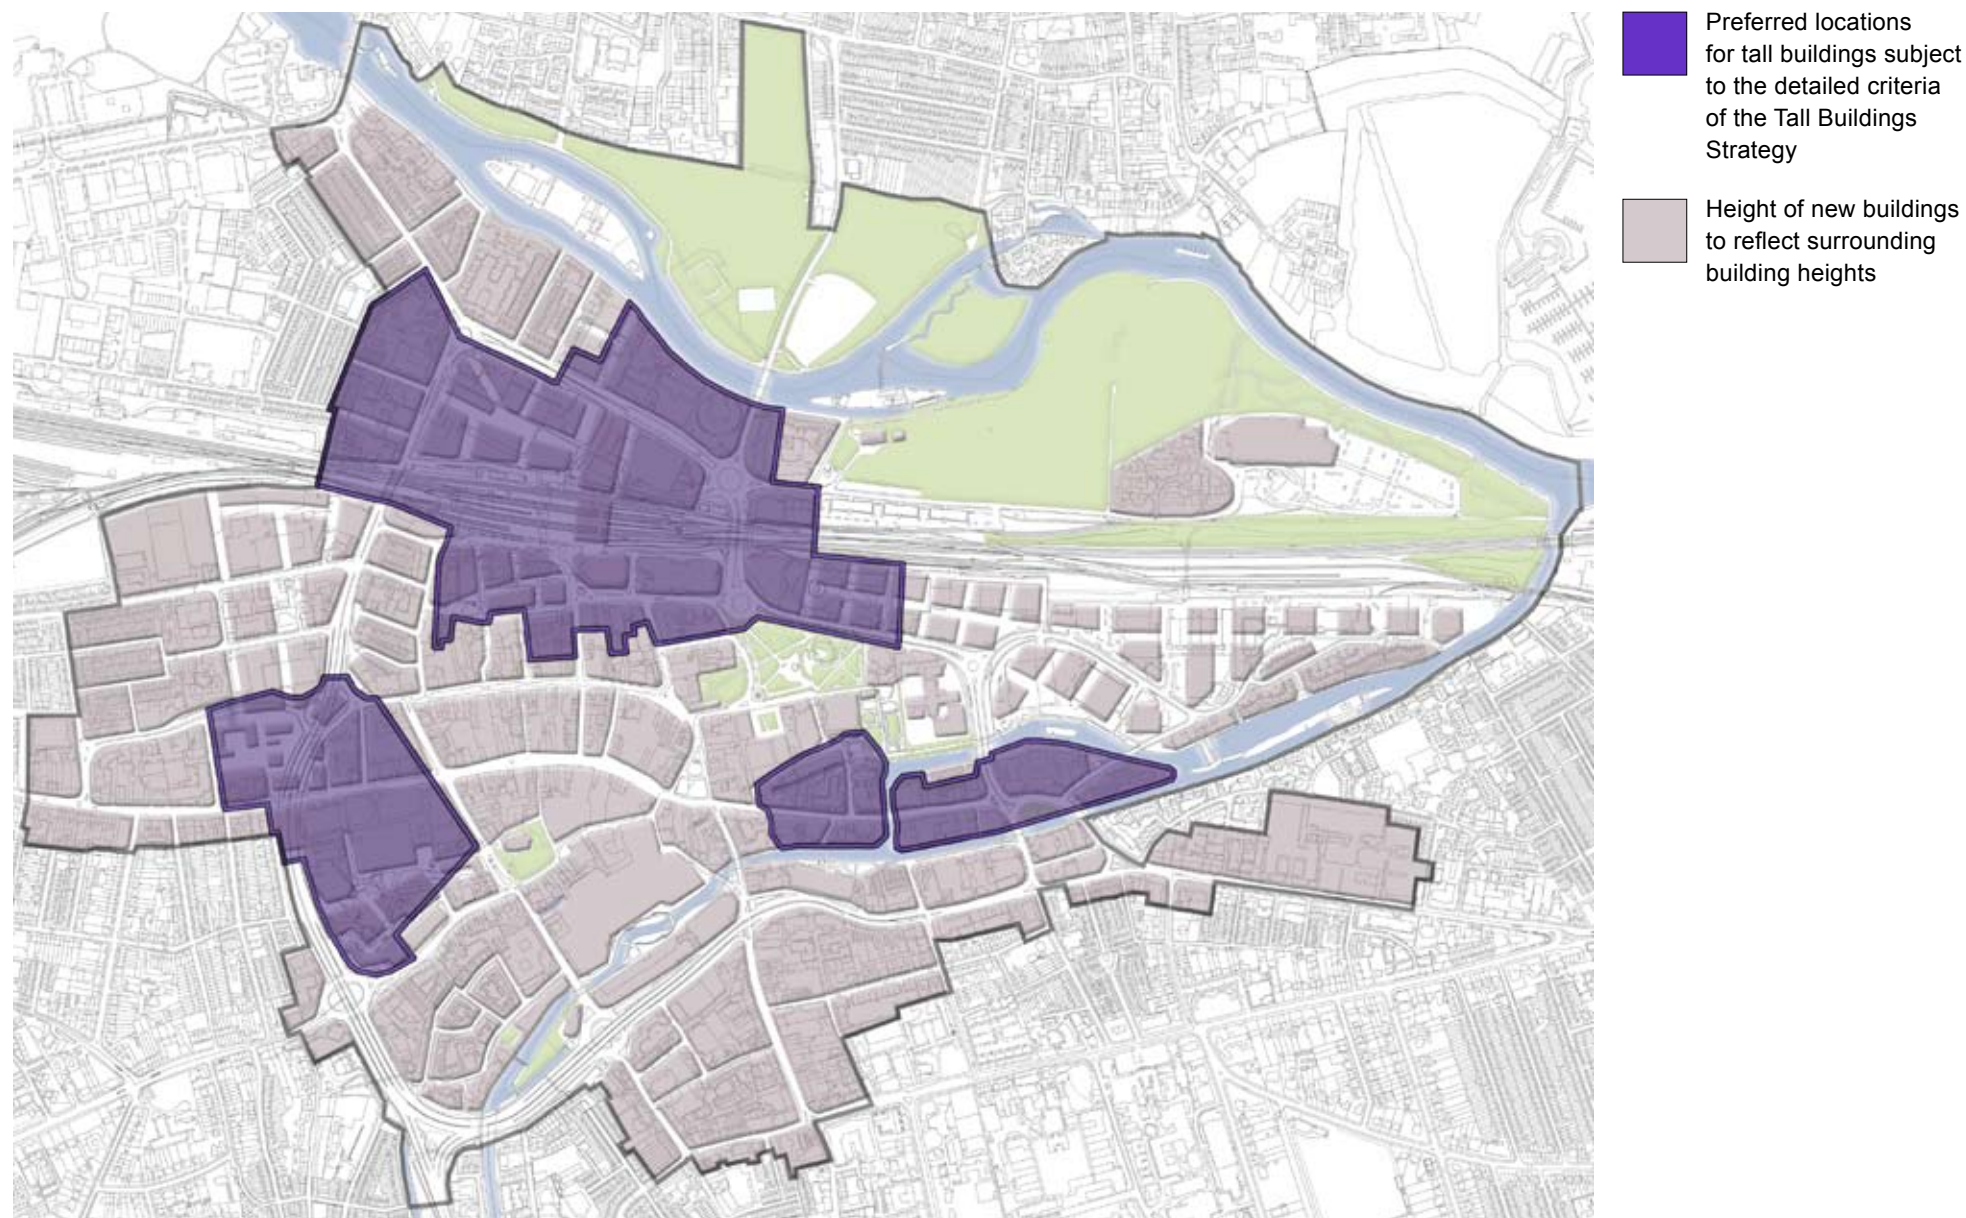 Preferred locations
for tall buildings subject
to the detailed criteria
of the Tall Buildings
Strategy
Height of new buildings
to reflect surrounding
building heights